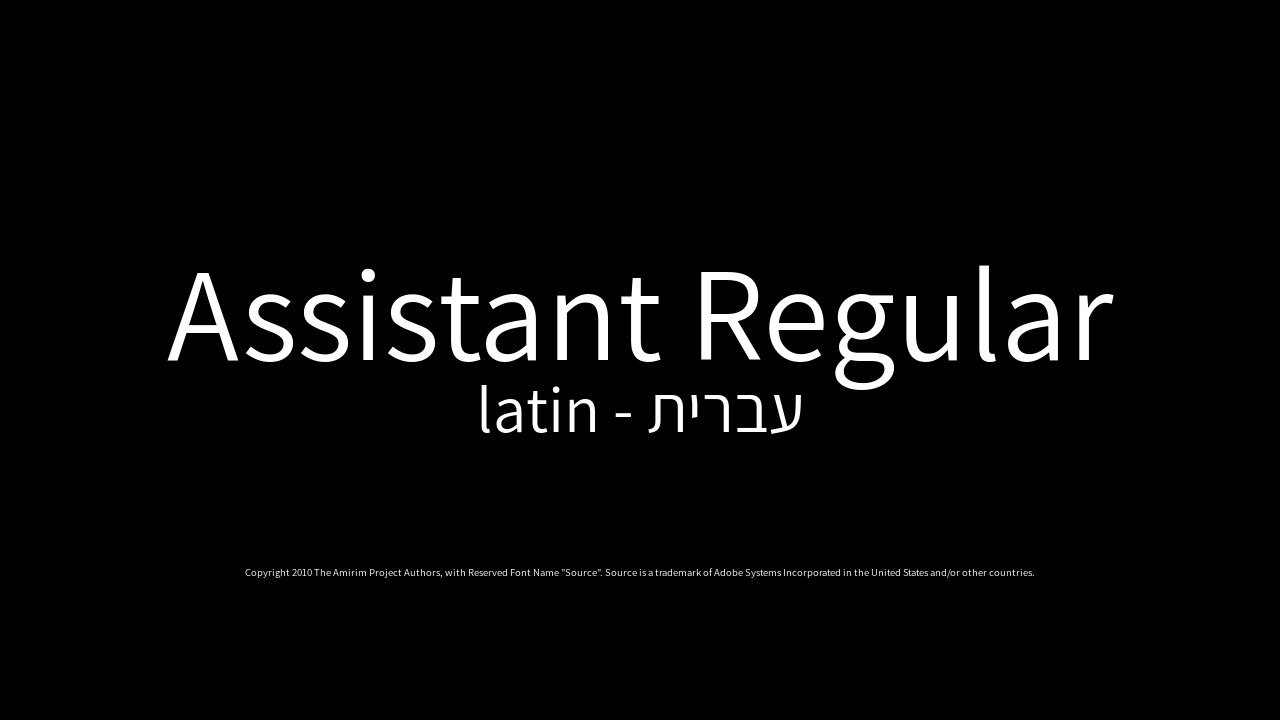 Assistant Regular
latin - עברית
Copyright 2010 The Amirim Project Authors, with Reserved Font Name "Source". Source is a trademark of Adobe Systems Incorporated in the United States and/or other countries.